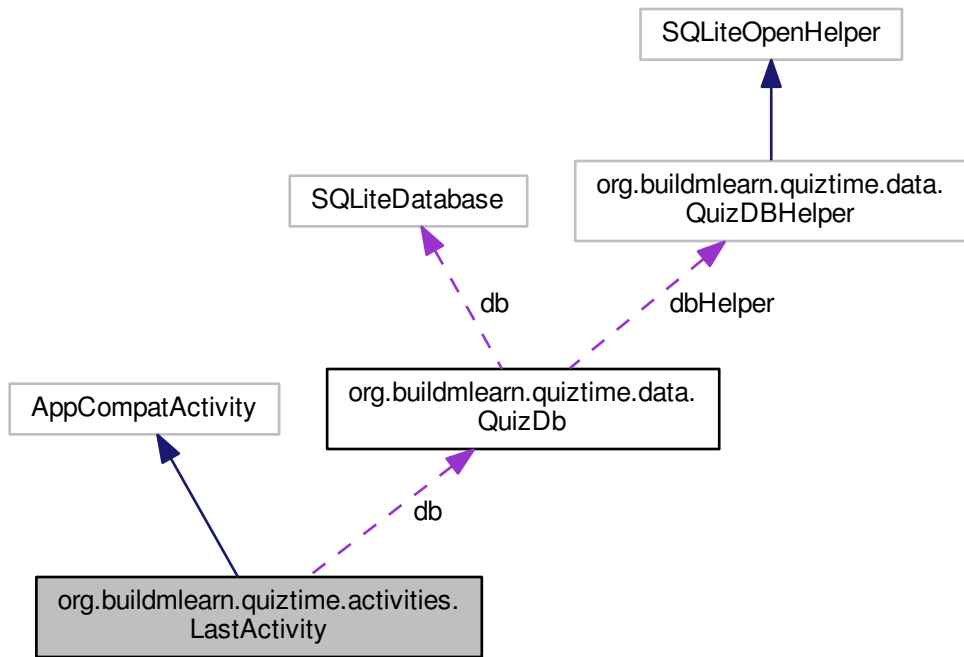 SQLiteOpenHelper
org.buildmlearn.quiztime.data.
QuizDBHelper
SQLiteDatabase
db
dbHelper
org.buildmlearn.quiztime.data.
QuizDb
AppCompatActivity
db
org.buildmlearn.quiztime.activities.
LastActivity